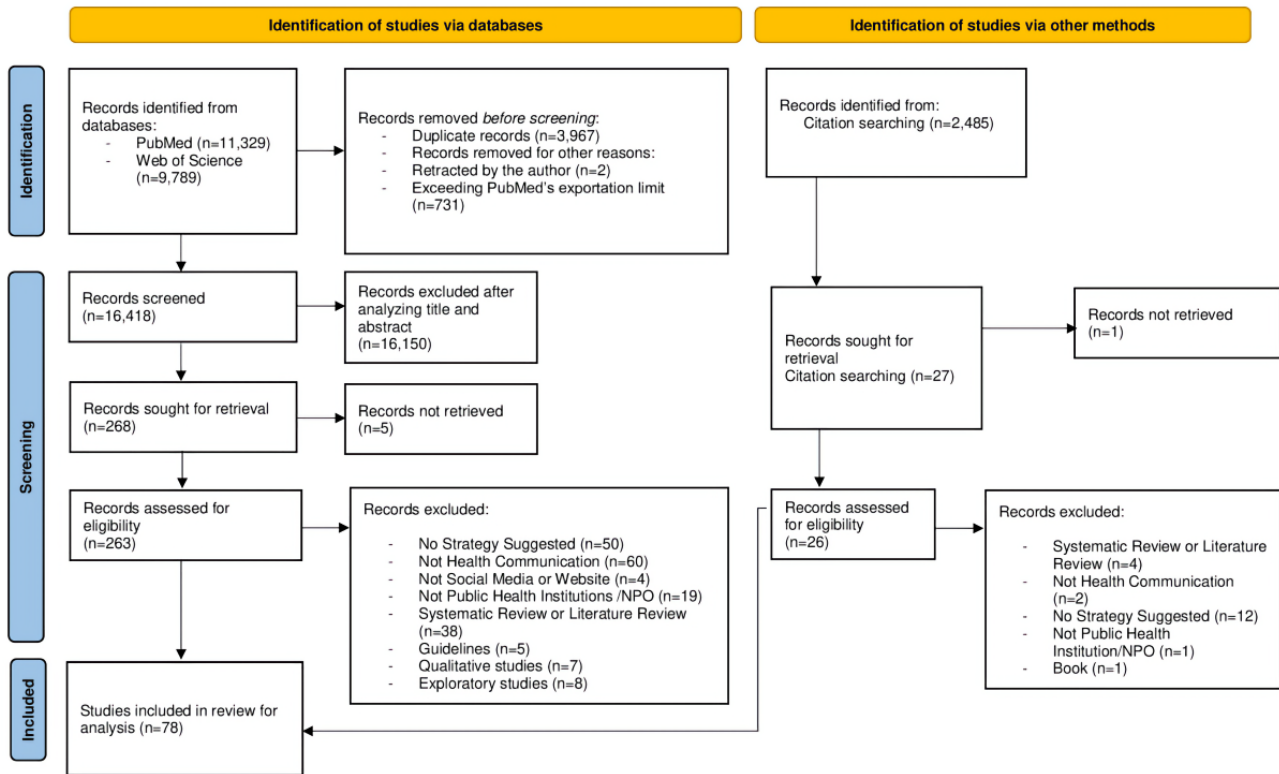 Identification of studies via databases
Identification of studies via other methods
Identification
Records identified from
databases:
- PubMed (n=11,329)
- Web of Science
(n=9,789)
Records removed before screening:
- Duplicate records (n=3,967)
- Records removed for other reasons:
- Retracted by the author (n=2)
- Exceeding PubMed's exportation limit
(n=731)
Records identified from:
Citation searching (n=2,485)
Screening
Records screened
(n=16,418)
Records excluded after
analyzing title and
abstract
(n=16,150)
Records sought for
retrieval
Citation searching (n=27)
Records not retrieved
(n=1)
Records sought for retrieval
(n=268)
Records not retrieved
(n=5)
Records assessed for
eligibility
(n=263)
Records excluded:
- No Strategy Suggested (n=50)
- Not Health Communication (n=60)
- Not Social Media or Website (n=4)
- Not Public Health Institutions /NPO (n=19)
- Systematic Review or Literature Review
(n=38)
- Guidelines (n=5)
- Qualitative studies (n=7)
- Exploratory studies (n=8)
Records assessed
for eligibility
(n=26)
Records excluded:
- Systematic Review or Literature
Review (n=4)
- Not Health Communication
(n=2)
- No Strategy Suggested (n=12)
- Not Public Health
Institution/NPO (n=1)
- Book (n=1)
Included
Studies included in review for
analysis (n=78)